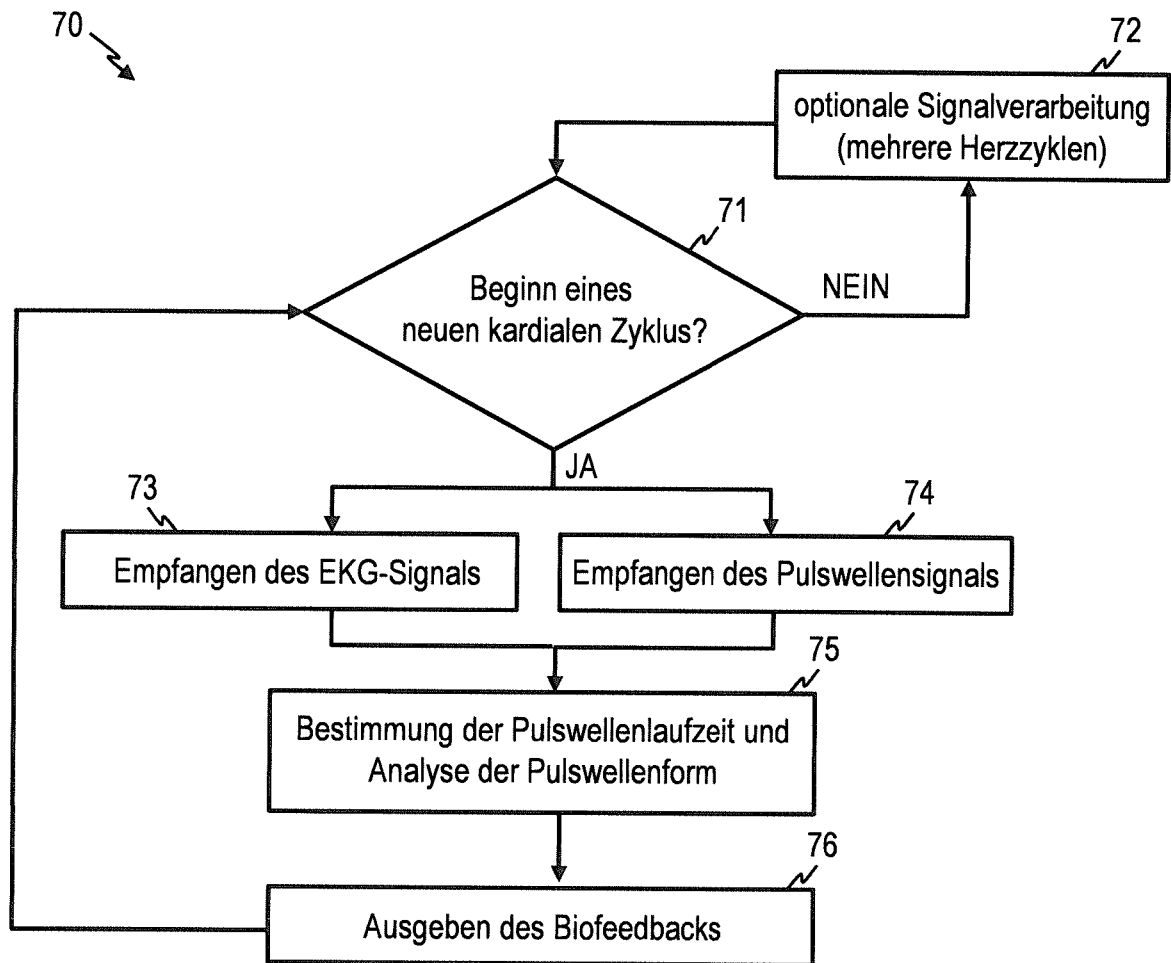 70
72
optionale Signalverarbeitung
(mehrere Herzzyklen)
71
Beginn eines
neuen kardialen Zyklus?
NEIN
JA
73
74
Empfangen des EKG-Signals
Empfangen des Pulswellensignals
75
Bestimmung der Pulswellenlaufzeit und
Analyse der Pulswellenform
76
Ausgeben des Biofeedbacks